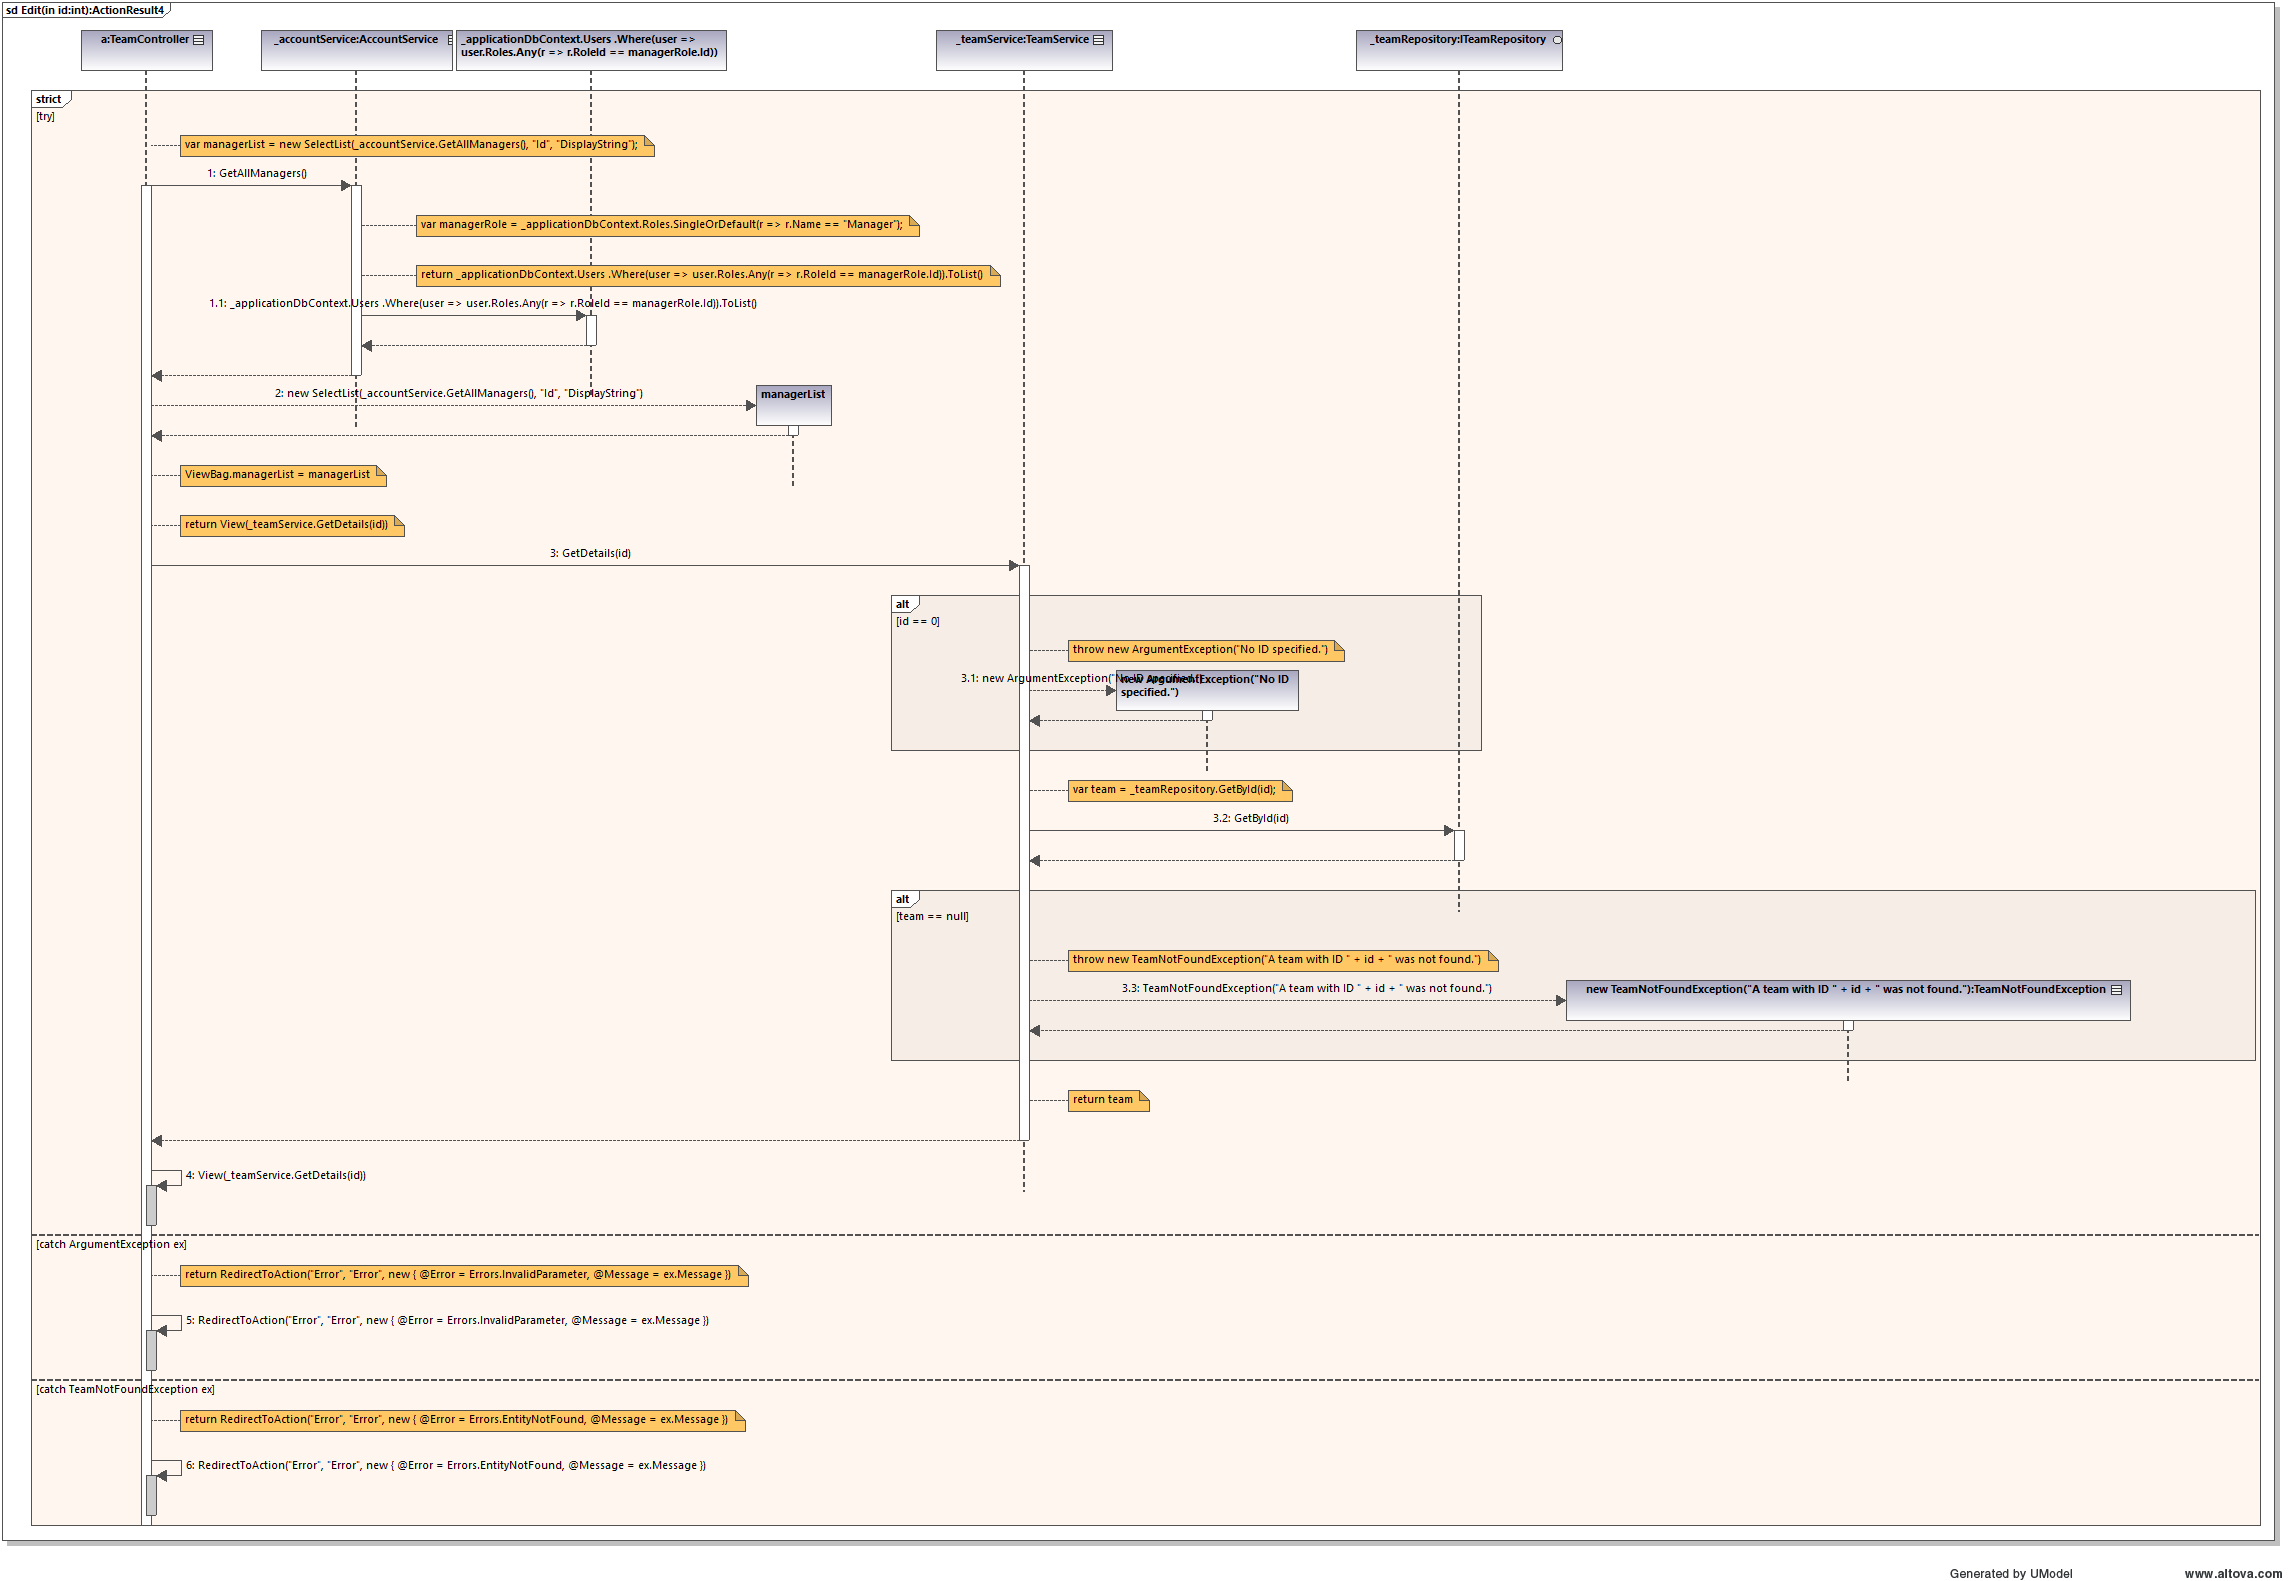 sd Edit(in id:int):ActionResult4
a:TeamController
_accountService:AccountService
_applicationDbContext.Users .Where(user =>
user.Roles.Any(r => r.RoleId == managerRole.Id))
_teamService:TeamService
_teamRepository:ITeamRepository
strict
[try]
var managerList = new SelectList(_accountService.GetAllManagers(), "Id", "DisplayString");
1: GetAllManagers()
var managerRole = _applicationDbContext.Roles.SingleOrDefault(r => r.Name == "Manager");
return _applicationDbContext.Users .Where(user => user.Roles.Any(r => r.RoleId == managerRole.Id)).ToList()
1.1: _applicationDbContext.Users .Where(user => user.Roles.Any(r => r.RoleId == managerRole.Id)).ToList()
2: new SelectList(_accountService.GetAllManagers(), "Id", "DisplayString")
managerList
ViewBag.managerList = managerList
return View(_teamService.GetDetails(id))
3: GetDetails(id)
alt
[id == 0]
throw new ArgumentException("No ID specified.")
3.1: new ArgumentException("No ID specified.")
new ArgumentException("No ID
specified.")
var team = _teamRepository.GetById(id);
3.2: GetById(id)
alt
[team == null]
throw new TeamNotFoundException("A team with ID " + id + " was not found.")
3.3: TeamNotFoundException("A team with ID " + id + " was not found.")
new TeamNotFoundException("A team with ID " + id + " was not found."):TeamNotFoundException
return team
4: View(_teamService.GetDetails(id))
[catch ArgumentException ex]
return RedirectToAction("Error", "Error", new { @Error = Errors.InvalidParameter, @Message = ex.Message })
5: RedirectToAction("Error", "Error", new { @Error = Errors.InvalidParameter, @Message = ex.Message })
[catch TeamNotFoundException ex]
return RedirectToAction("Error", "Error", new { @Error = Errors.EntityNotFound, @Message = ex.Message })
6: RedirectToAction("Error", "Error", new { @Error = Errors.EntityNotFound, @Message = ex.Message })
Generated by UModel
www.altova.com